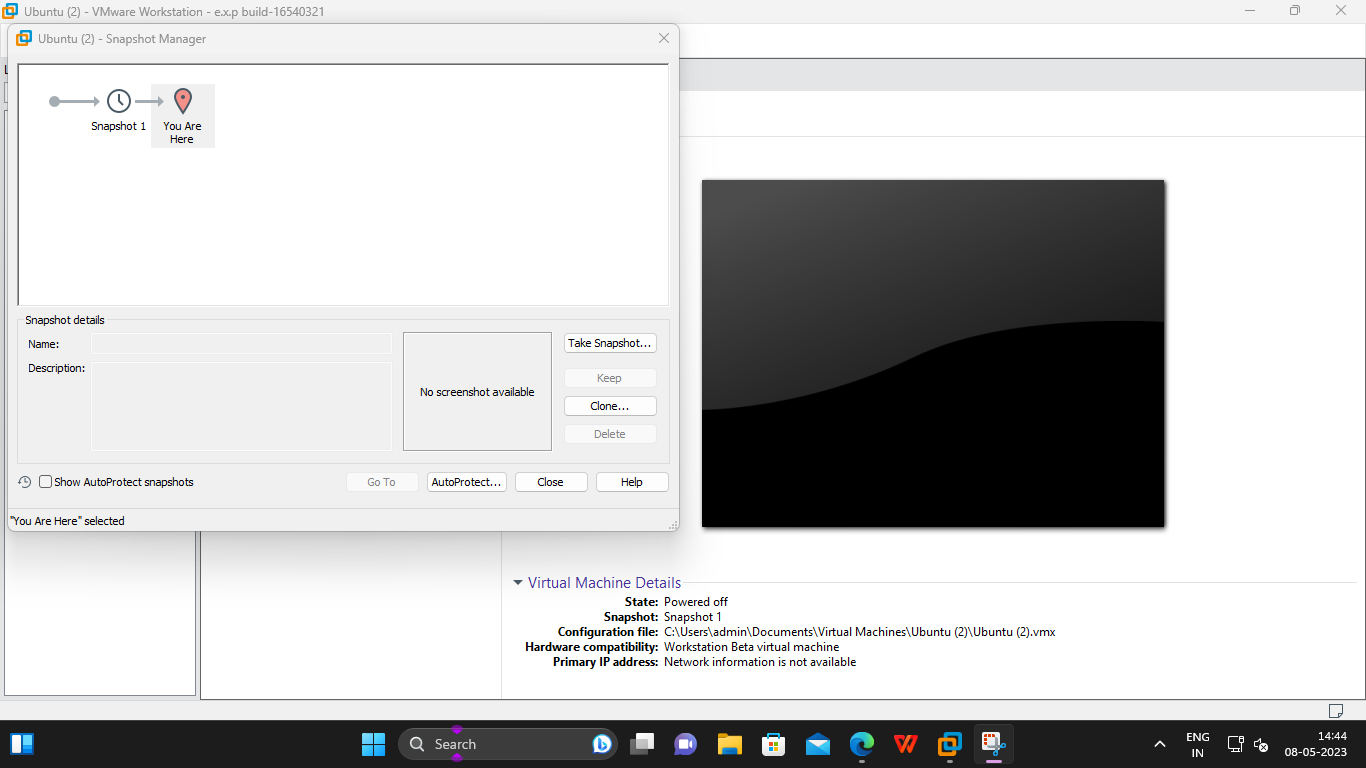 Ubuntu (2) - VMware Workstation - e.x.p build-16540321
Ubuntu (2) - Snapshot Manager
Snapshot 1
You Are
Here
Snapshot details
Name:
Description:
No screenshot available
Take Snapshot...
Keep
Clone...
Delete
Show AutoProtect snapshots
Go To
AutoProtect...
Close
Help
"You Are Here" selected
Virtual Machine Details
State: Powered off
Snapshot: Snapshot 1
Configuration file: C:\Users\admin\Documents\Virtual Machines\Ubuntu (2)\Ubuntu (2).vmx
Hardware compatibility: Workstation Beta virtual machine
Primary IP address: Network information is not available
Search
ENG
IN
14:44
08-05-2023